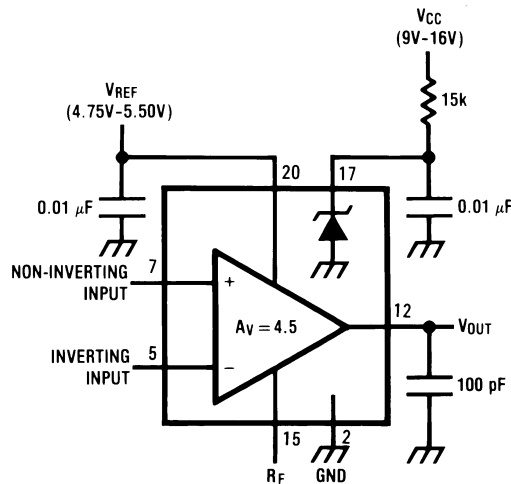 VCC
(9V–16V)
15k
VREF
(4.75V–5.50V)
20
17
0.01 μF
0.01 μF
NON-INVERTING
INPUT
7
+
AV = 4.5
12
VOUT
INVERTING
INPUT
5
–
100 pF
15
2
RF
GND